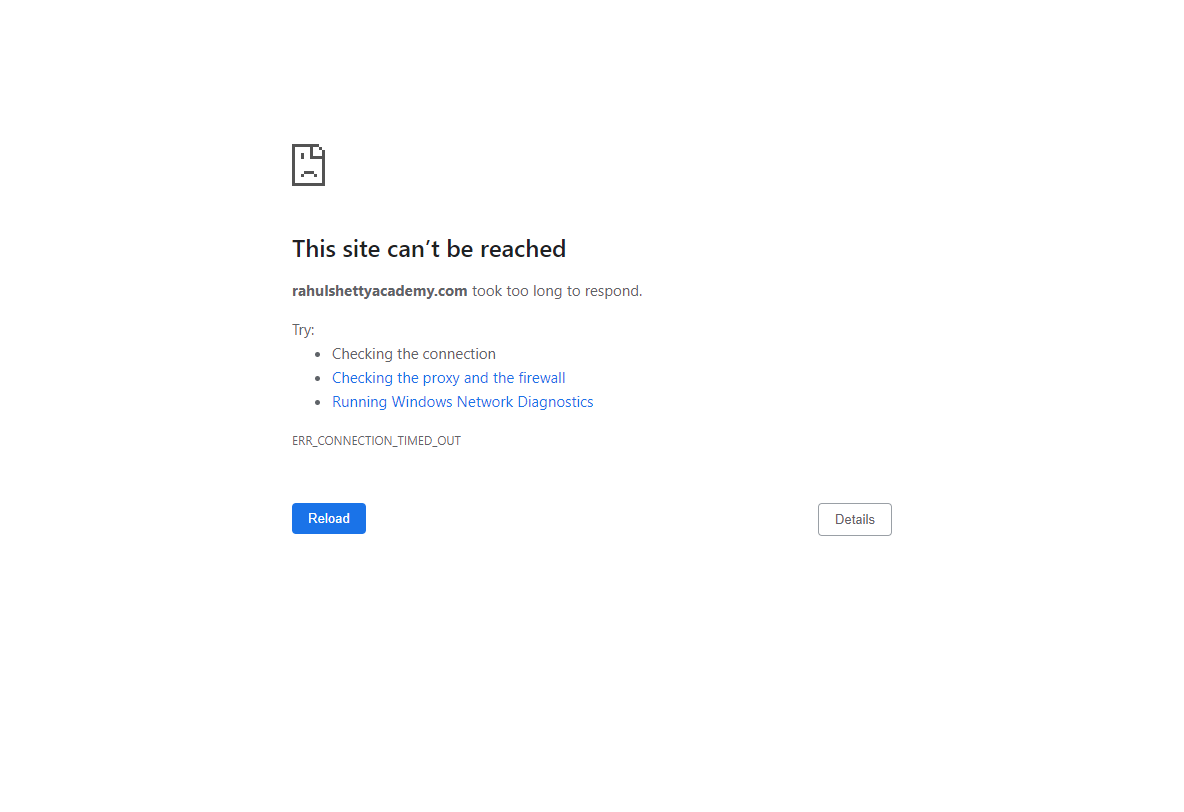 This site can’t be reached
rahulshettyacademy.com took too long to respond.
Try:
Checking the connection
Checking the proxy and the firewall
Running Windows Network Diagnostics
ERR_CONNECTION_TIMED_OUT
Reload
Details